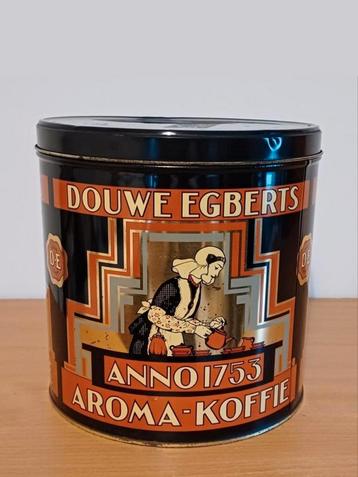 DOUWE EGBERTS
D·E
D·E
ANNO 1753
AROMA-KOFFIE